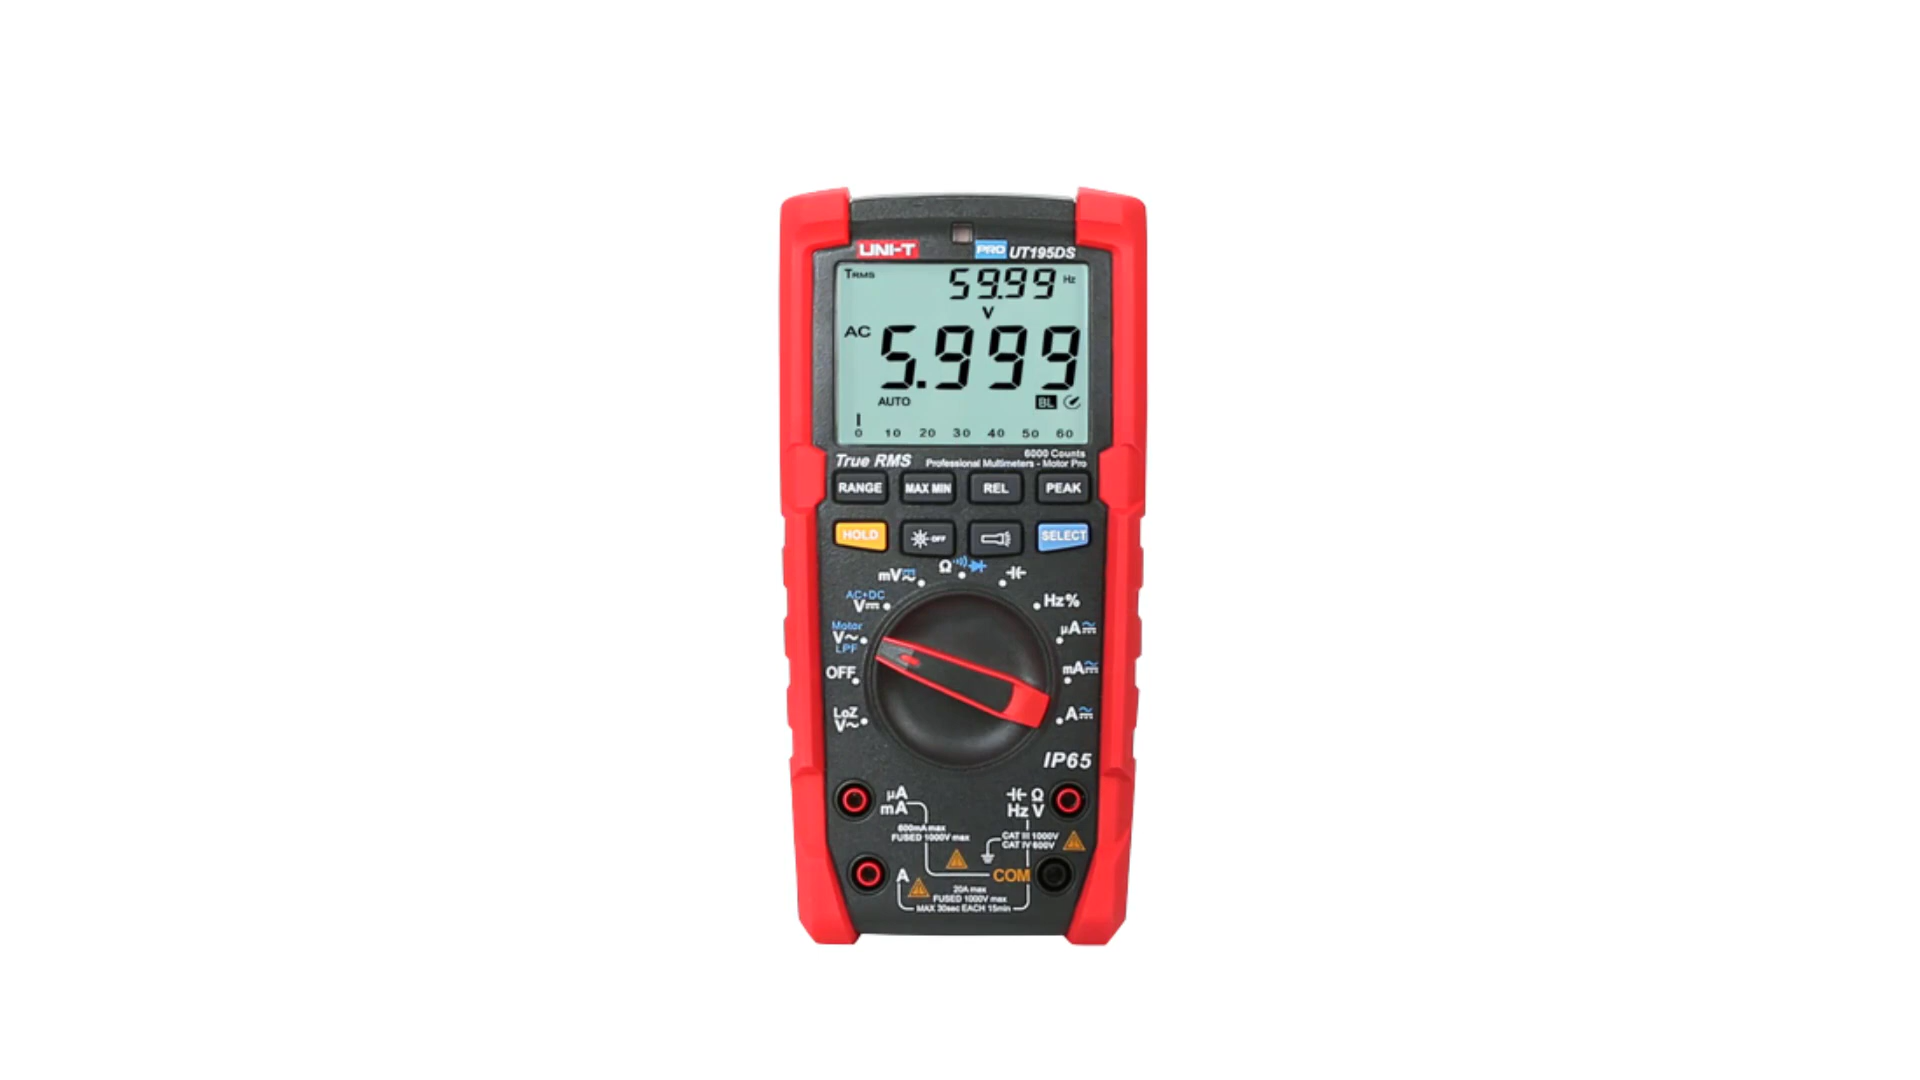 UNI-T PRO UT195DS
TRMS 59.99 Hz
V
AC 5.999
AUTO BL
0 10 20 30 40 50 60
6000 Counts
True RMS Professional Multimeters - Motor Pro
RANGE MAX MIN REL PEAK
HOLD OFF SELECT
mV Ω
AC+DC
V
Hz%
Motor
V~
LPF
μA
OFF
mA
LoZ
V~
A
IP65
μA
mA
Ω
Hz V
600mA max
FUSED 1000V max
CAT III 1000V
CAT IV 600V
A
COM
20A max
FUSED 1000V max
MAX 30sec EACH 15min